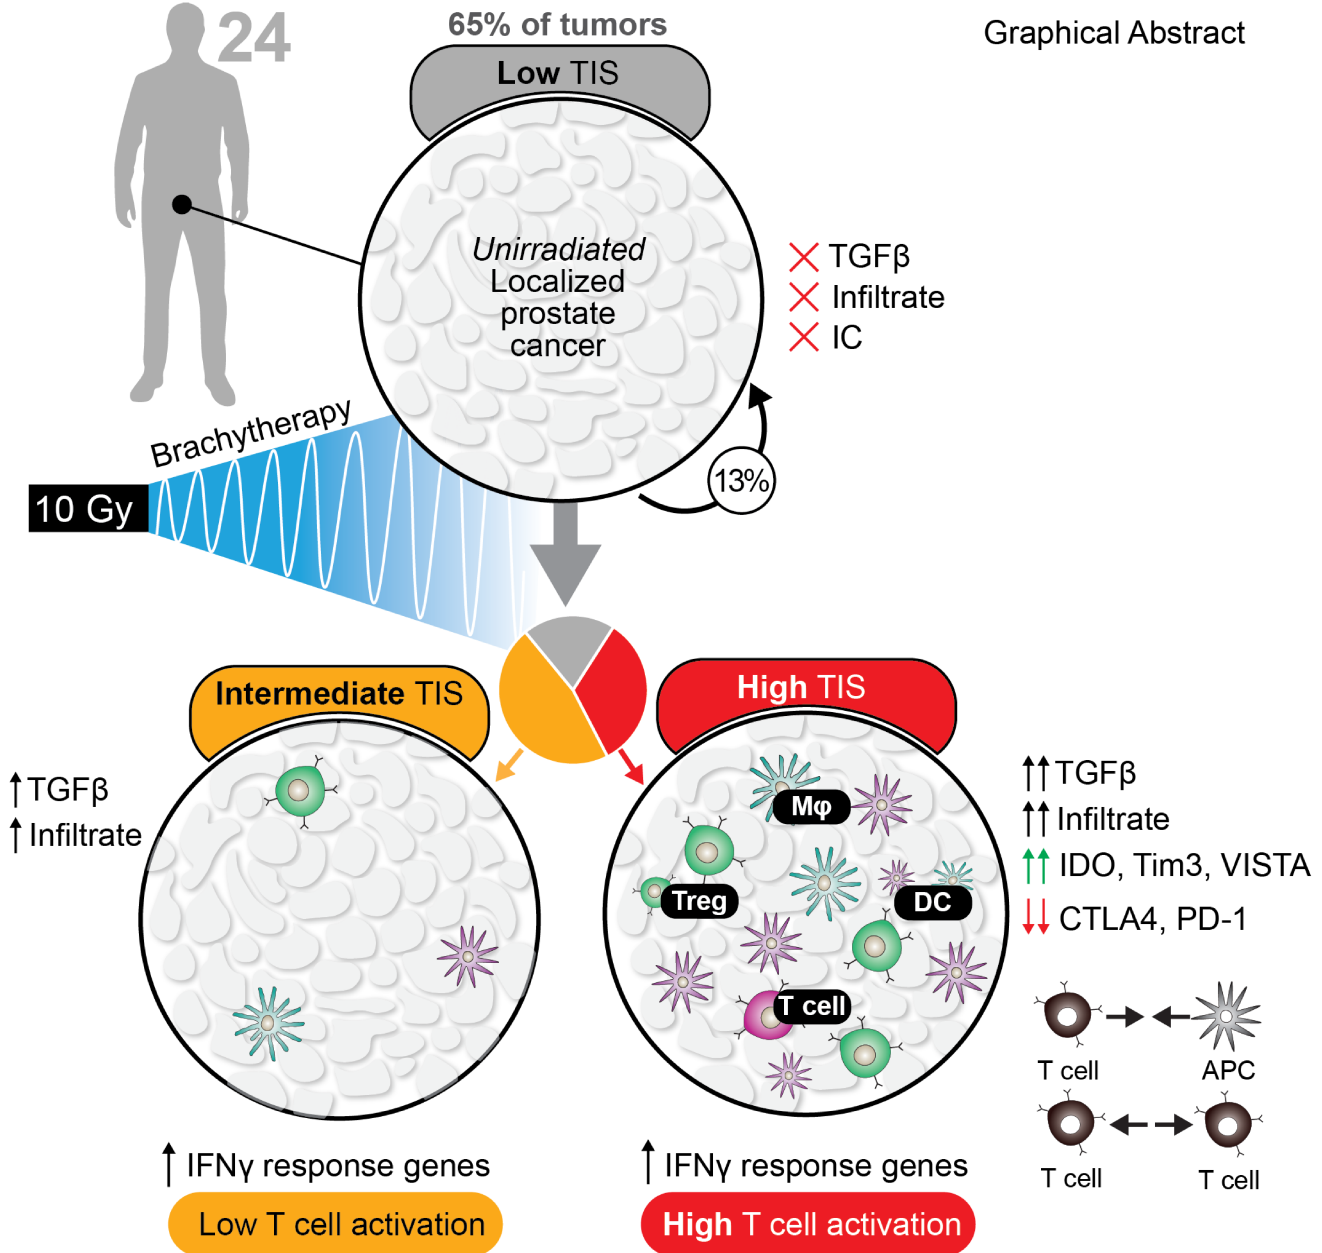 Graphical Abstract
24
65% of tumors
Low TIS
Unirradiated
Localized
prostate
cancer
TGFβ
Infiltrate
IC
13%
Brachytherapy
10 Gy
Intermediate TIS
↑ TGFβ
↑ Infiltrate
↑ IFNγ response genes
Low T cell activation
High TIS
Mφ
Treg
DC
T cell
↑ IFNγ response genes
High T cell activation
↑↑ TGFβ
↑↑ Infiltrate
↑↑ IDO, Tim3, VISTA
↓↓ CTLA4, PD-1
T cell APC
T cell T cell